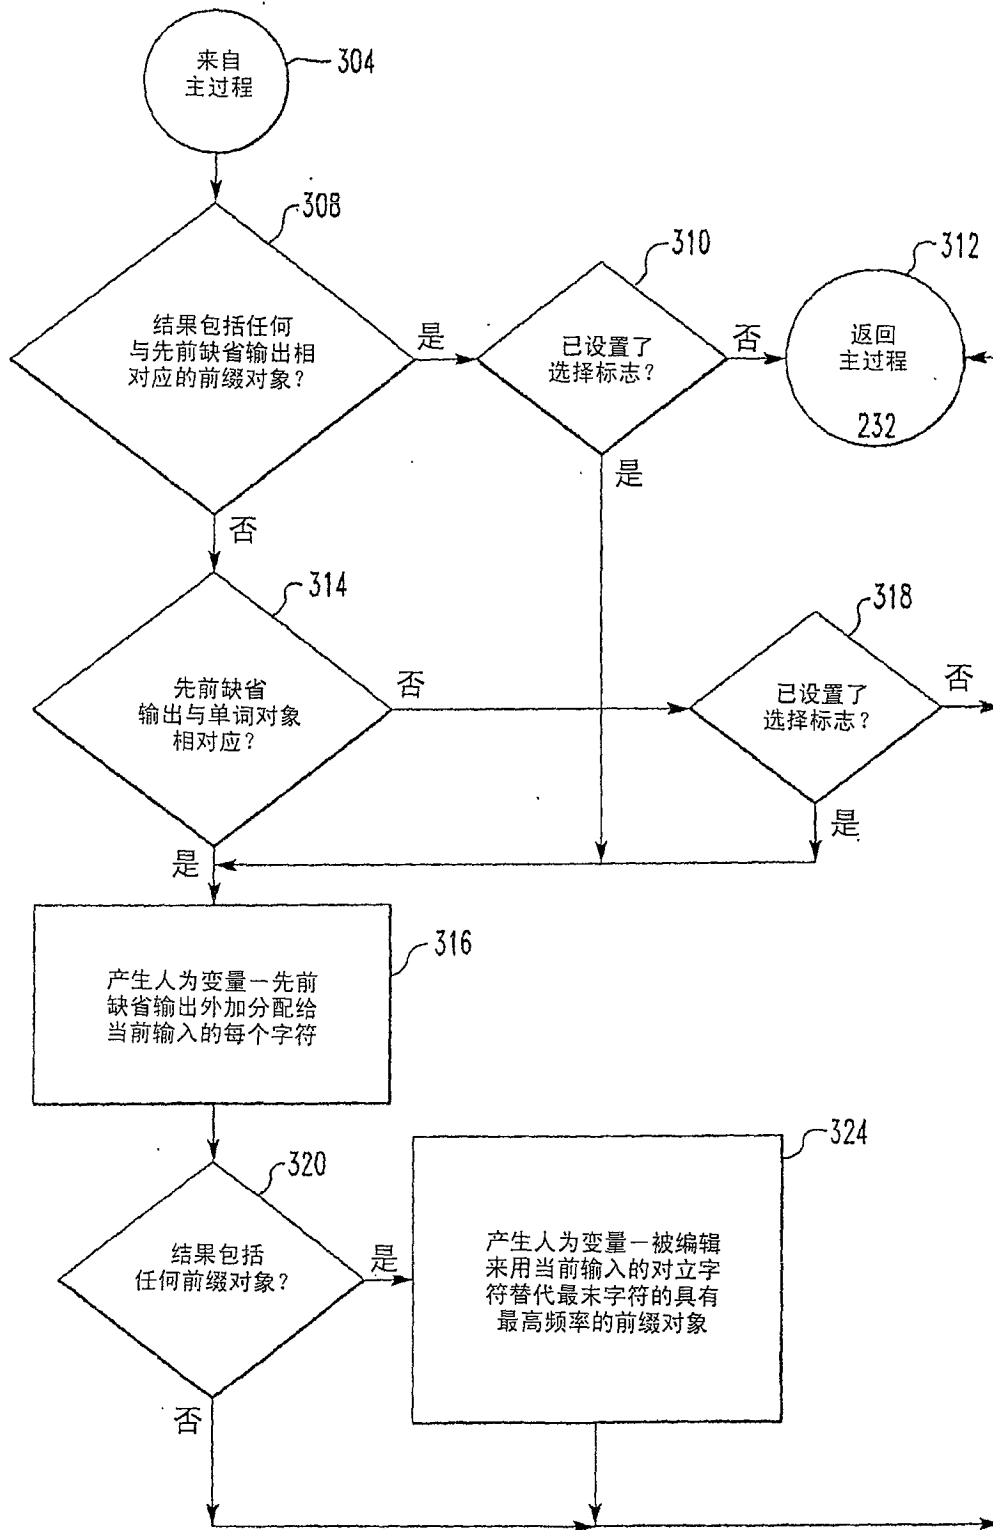 来自
主过程
304
308
结果包括任何
与先前缺省输出相
对应的前缀对象？
是
310
已设置了
选择标志？
否
312
返回
主过程
232
是
否
314
先前缺省
输出与单词对象
相对应？
否
318
已设置了
选择标志？
否
是
是
316
产生人为变量－先前
缺省输出外加分配给
当前输入的每个字符
320
结果包括
任何前缀对象？
是
324
产生人为变量－被编辑
来用当前输入的对立字
符替代最末字符的具有
最高频率的前缀对象
否